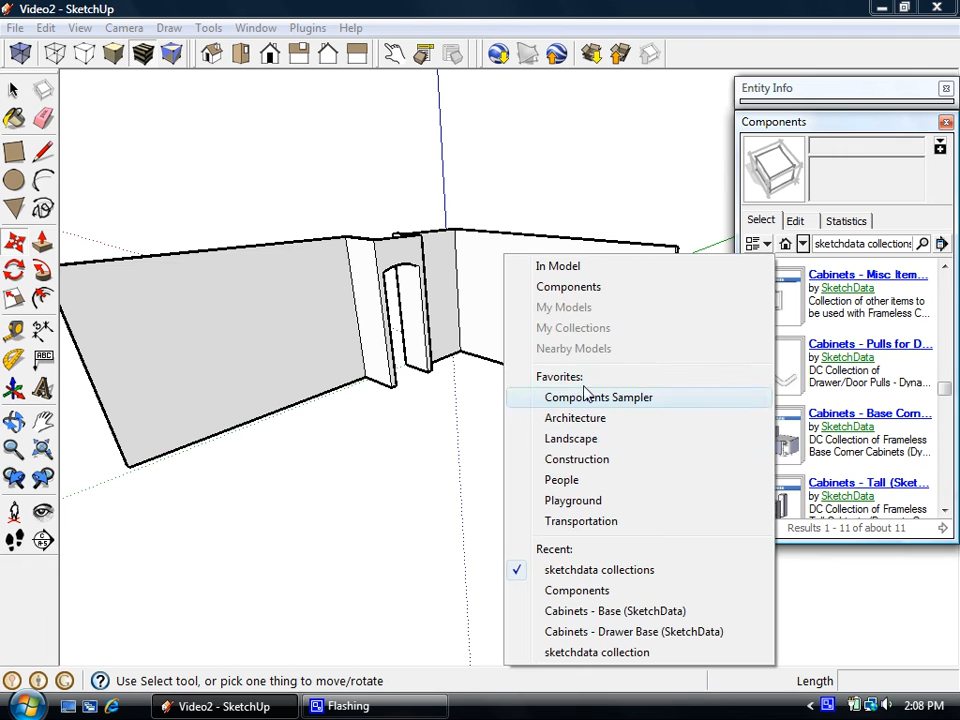 Video2 - SketchUp
File Edit View Camera Draw Tools Window Plugins Help
Entity Info
Components
Select Edit Statistics
sketchdata collections
In Model
Components
My Models
My Collections
Nearby Models
Favorites:
Components Sampler
Architecture
Landscape
Construction
People
Playground
Transportation
Recent:
sketchdata collections
Components
Cabinets - Base (SketchData)
Cabinets - Drawer Base (SketchData)
sketchdata collection
Cabinets - Misc Item...
by SketchData
Collection of other items to
be used with Frameless C...
Cabinets - Pulls for D...
by SketchData
DC Collection of
Drawer/Door Pulls - Dyna...
Cabinets - Base Corn...
by SketchData
DC Collection of Frameless
Base Corner Cabinets (Dy...
Cabinets - Tall (Sket...
by SketchData
DC Collection of Frameless
Results 1 - 11 of about 11
ABC
A-S
Use Select tool, or pick one thing to move/rotate
Length
Video2 - SketchUp
Flashing
2:08 PM